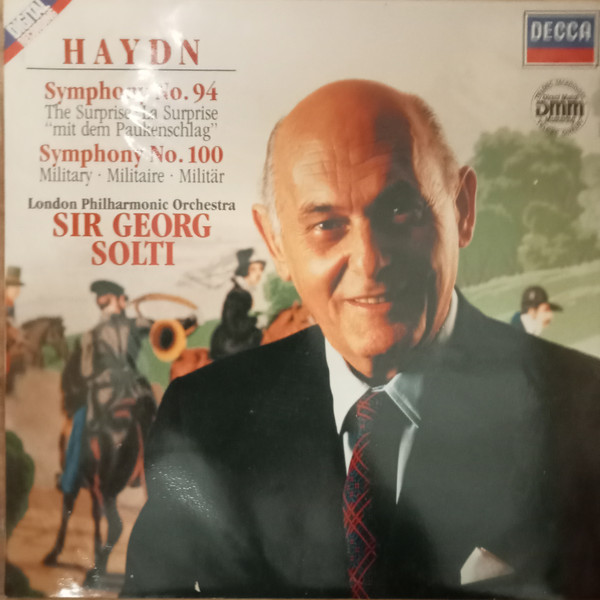 DIGITAL
DECCA
HAYDN
Symphony No. 94
The Surprise · La Surprise
"mit dem Paukenschlag"
Symphony No. 100
Military · Militaire · Militär
London Philharmonic Orchestra
SIR GEORG
SOLTI
DMM